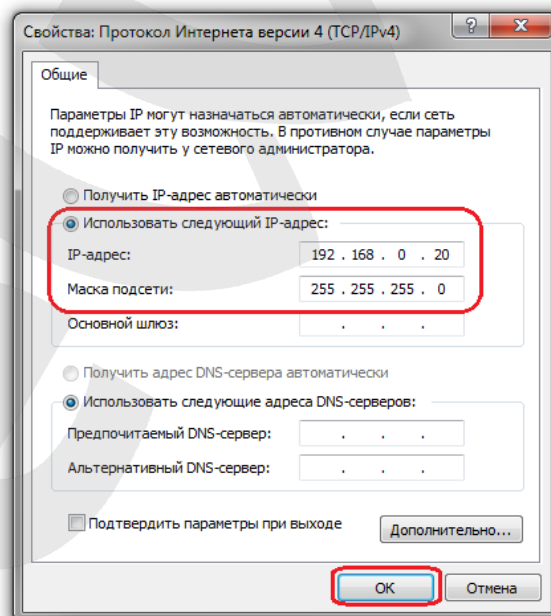 Свойства: Протокол Интернета версии 4 (TCP/IPv4)
Общие
Параметры IP могут назначаться автоматически, если сеть
поддерживает эту возможность. В противном случае параметры
IP можно получить у сетевого администратора.
Получить IP-адрес автоматически
Использовать следующий IP-адрес:
IP-адрес: 192 . 168 . 0 . 20
Маска подсети: 255 . 255 . 255 . 0
Основной шлюз: . . .
Получить адрес DNS-сервера автоматически
Использовать следующие адреса DNS-серверов:
Предпочитаемый DNS-сервер: . . .
Альтернативный DNS-сервер: . . .
Подтвердить параметры при выходе
Дополнительно...
ОК
Отмена